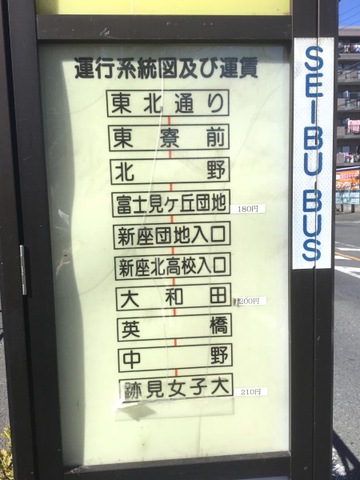 運行系統図及び運賃
東北通り
東寮前
北野
富士見ケ丘団地 180円
新座団地入口
新座北高校入口
大和田 200円
英橋
中野
跡見女子大 210円
SEIBU BUS